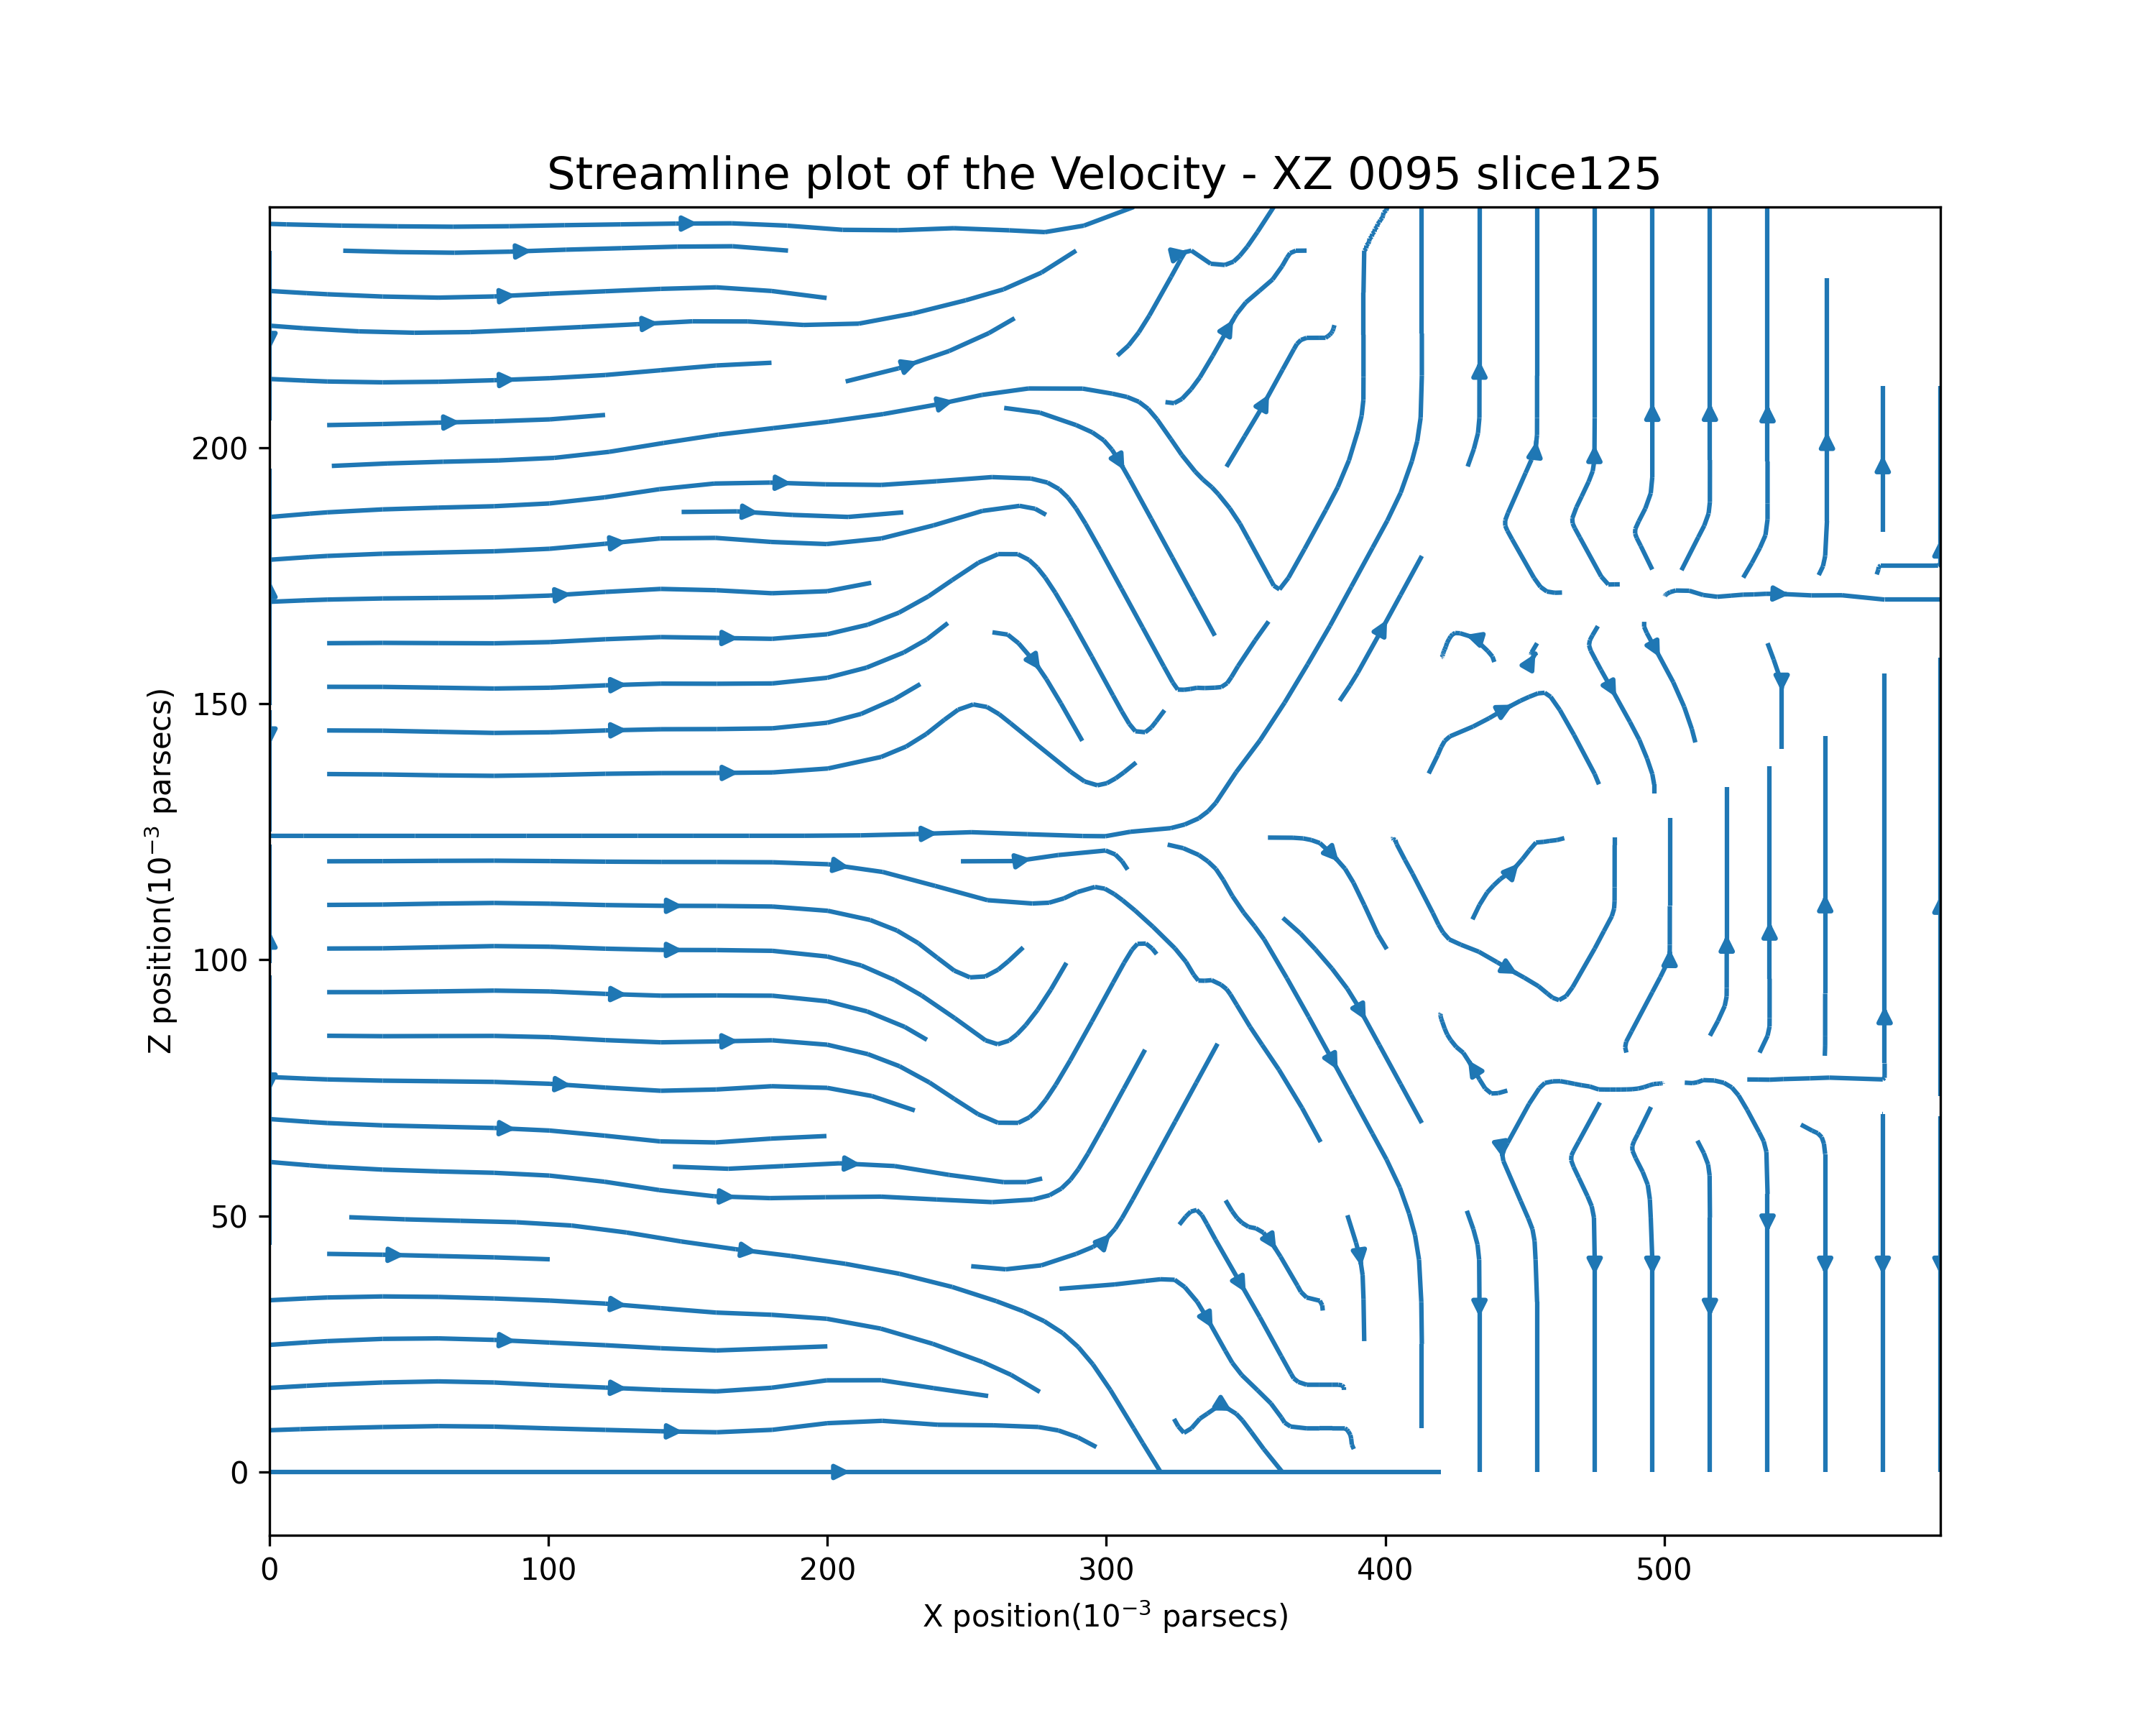 Streamline plot of the Velocity - XZ 0095 slice125
200
150
100
50
0
Z position(10⁻³ parsecs)
0 100 200 300 400 500
X position(10⁻³ parsecs)